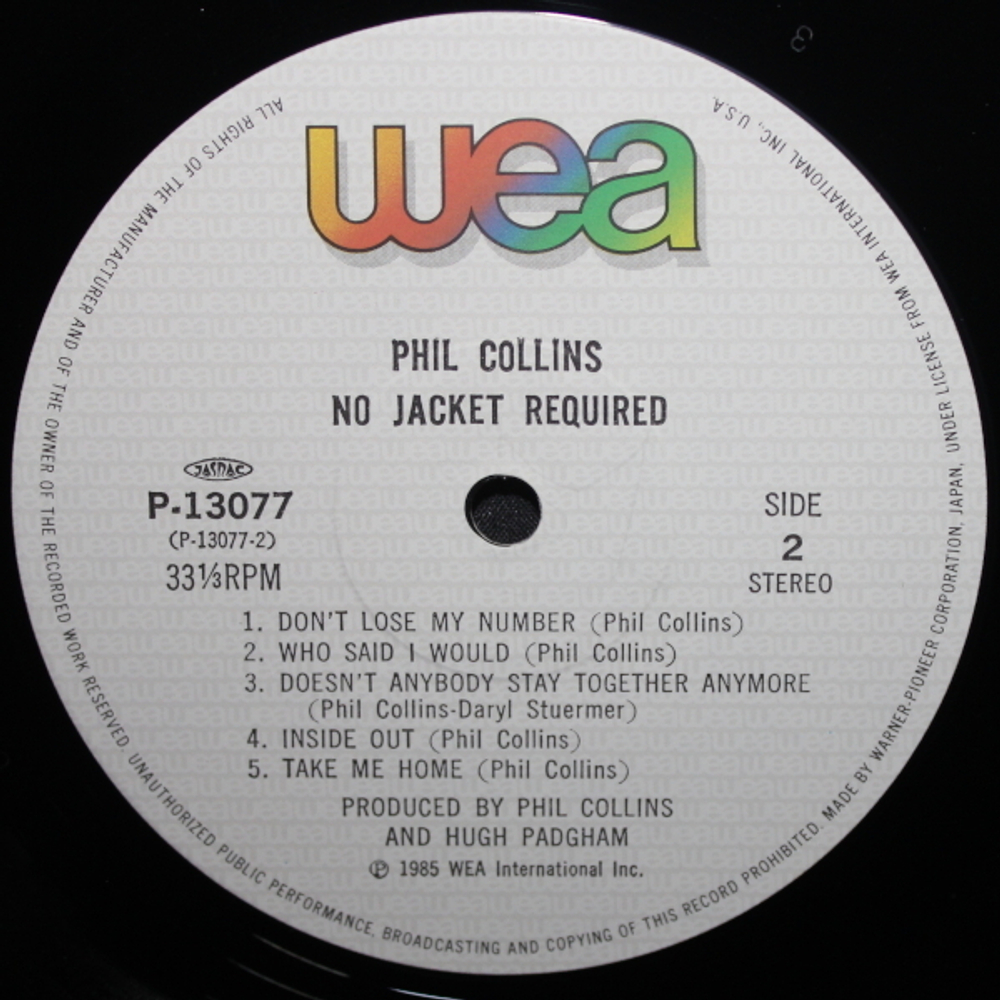 wea
PHIL COLLINS
NO JACKET REQUIRED
JASRAC
P-13077
(P-13077-2)
33⅓RPM
SIDE
2
STEREO
1. DON'T LOSE MY NUMBER (Phil Collins)
2. WHO SAID I WOULD (Phil Collins)
3. DOESN'T ANYBODY STAY TOGETHER ANYMORE
(Phil Collins-Daryl Stuermer)
4. INSIDE OUT (Phil Collins)
5. TAKE ME HOME (Phil Collins)
PRODUCED BY PHIL COLLINS
AND HUGH PADGHAM
℗ 1985 WEA International Inc.
ALL RIGHTS OF THE MANUFACTURER AND OF THE OWNER OF THE RECORDED WORK RESERVED. UNAUTHORIZED PUBLIC PERFORMANCE, BROADCASTING AND COPYING OF THIS RECORD PROHIBITED. MADE BY WARNER-PIONEER CORPORATION, JAPAN, UNDER LICENSE FROM WEA INTERNATIONAL INC., U.S.A.